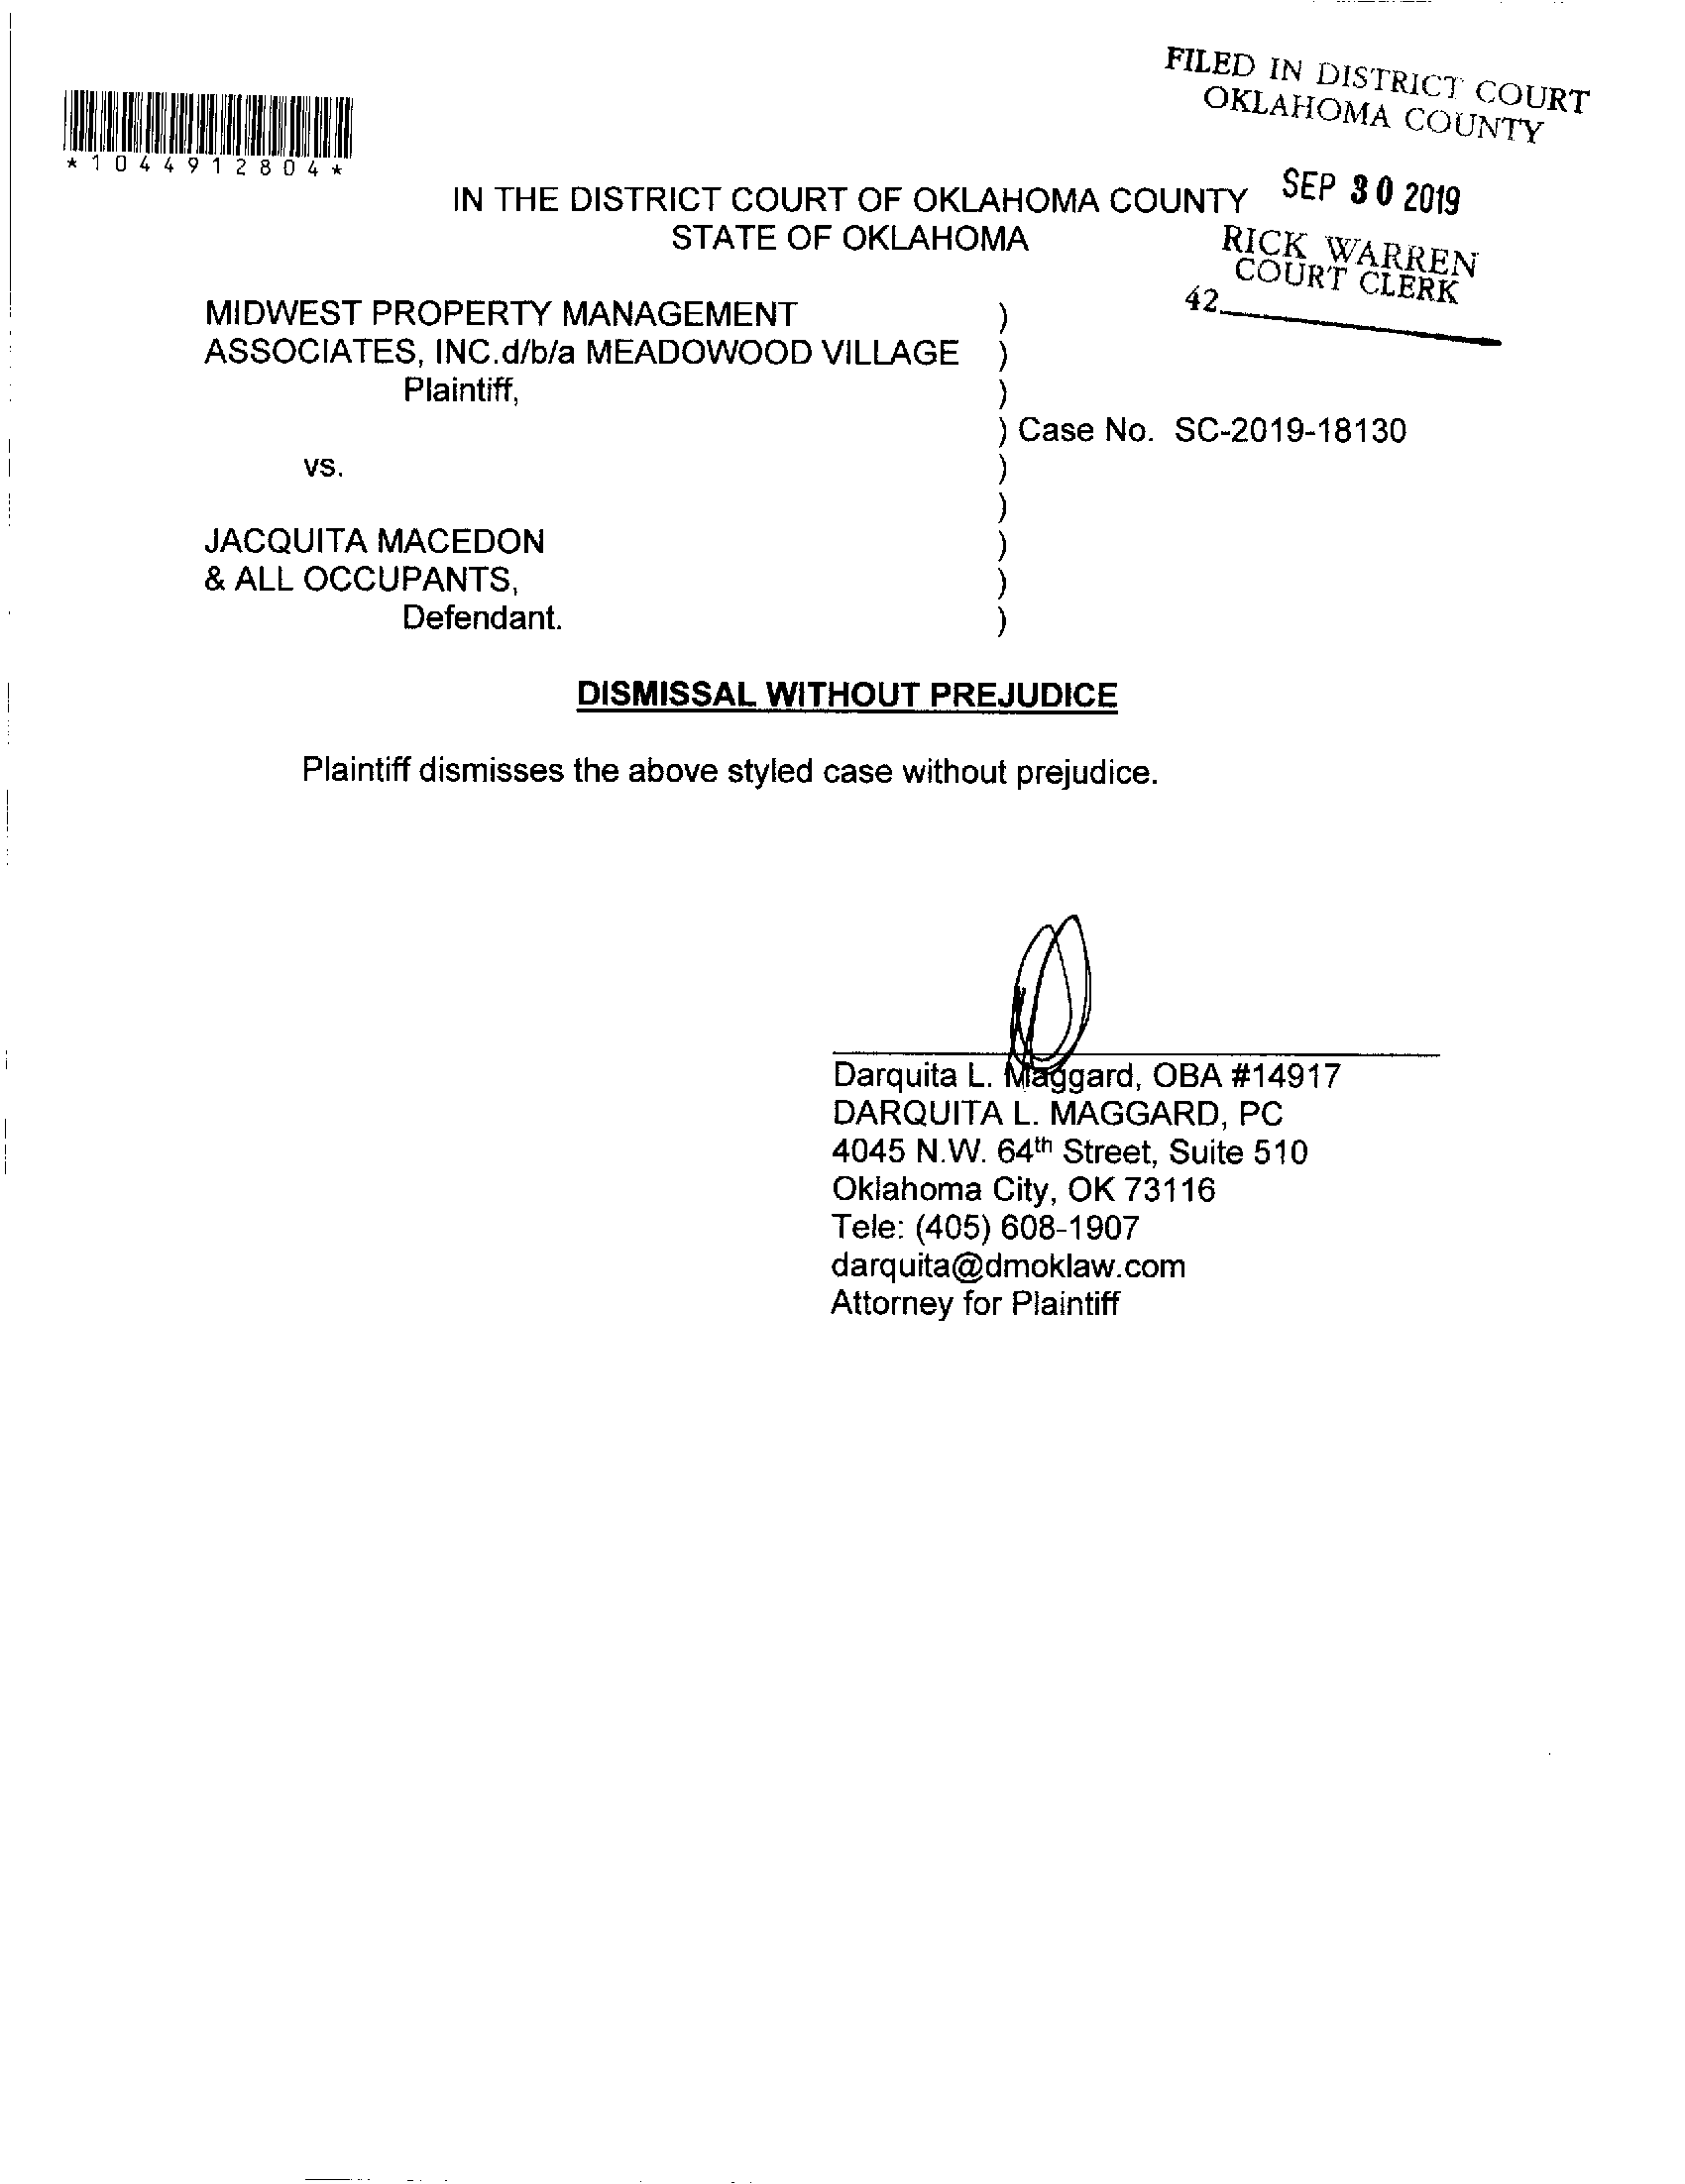 FILED IN DISTRICT COURT
OKLAHOMA COUNTY
*1044912804*
SEP 30 2019
IN THE DISTRICT COURT OF OKLAHOMA COUNTY
STATE OF OKLAHOMA
RICK WARREN
COURT CLERK
42
MIDWEST PROPERTY MANAGEMENT )
ASSOCIATES, INC.d/b/a MEADOWOOD VILLAGE )
Plaintiff, )
) Case No. SC-2019-18130
vs. )
)
JACQUITA MACEDON )
& ALL OCCUPANTS, )
Defendant. )
DISMISSAL WITHOUT PREJUDICE
Plaintiff dismisses the above styled case without prejudice.
Darquita L. Maggard, OBA #14917
DARQUITA L. MAGGARD, PC
4045 N.W. 64th Street, Suite 510
Oklahoma City, OK 73116
Tele: (405) 608-1907
darquita@dmoklaw.com
Attorney for Plaintiff